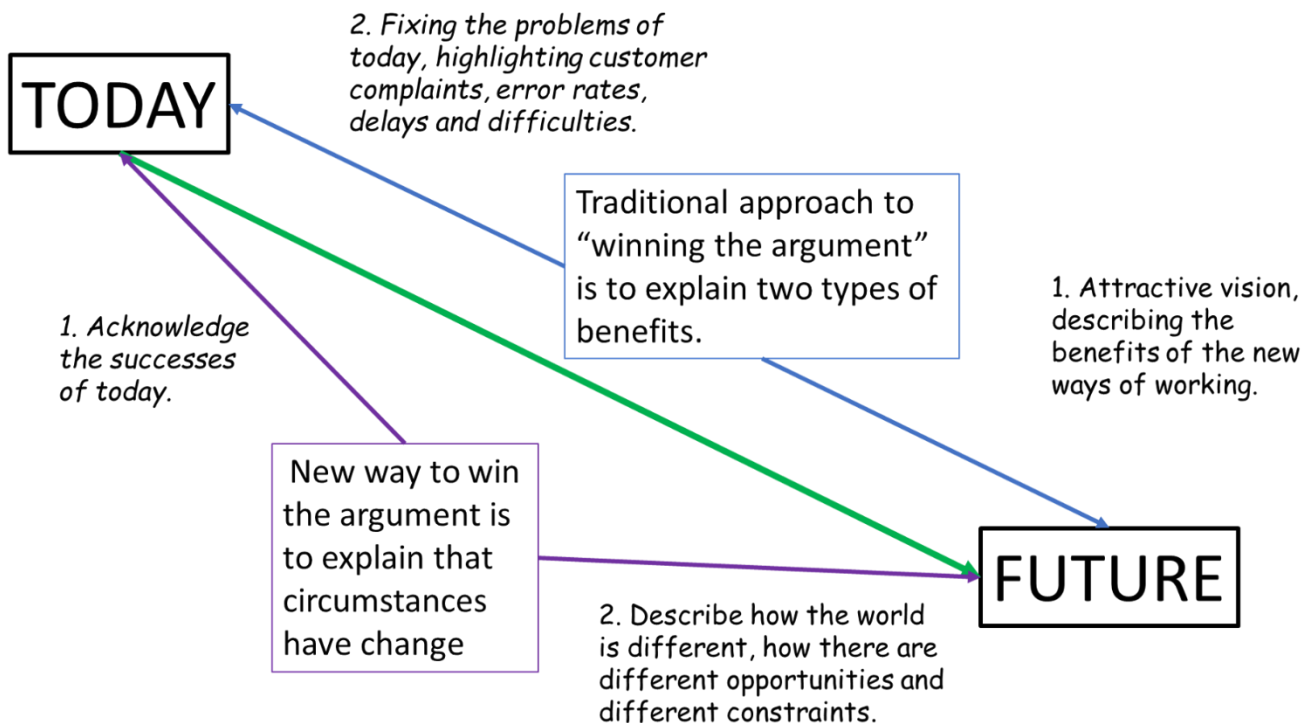 2. Fixing the problems of
today, highlighting customer
complaints, error rates,
delays and difficulties.
TODAY
Traditional approach to
“winning the argument”
is to explain two types of
benefits.
1. Attractive vision,
describing the
benefits of the new
ways of working.
1. Acknowledge
the successes
of today.
New way to win
the argument is
to explain that
circumstances
have change
FUTURE
2. Describe how the world
is different, how there are
different opportunities and
different constraints.